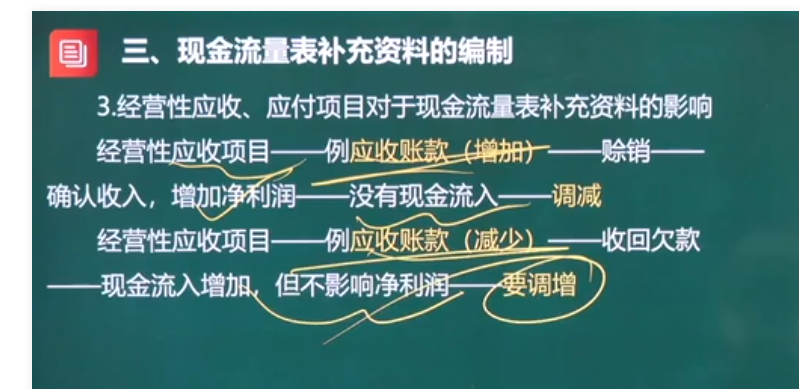 三、现金流量表补充资料的编制
3.经营性应收、应付项目对于现金流量表补充资料的影响
经营性应收项目——例应收账款（增加）——赊销——
确认收入，增加净利润——没有现金流入——调减
经营性应收项目——例应收账款（减少）——收回欠款
——现金流入增加，但不影响净利润——要调增